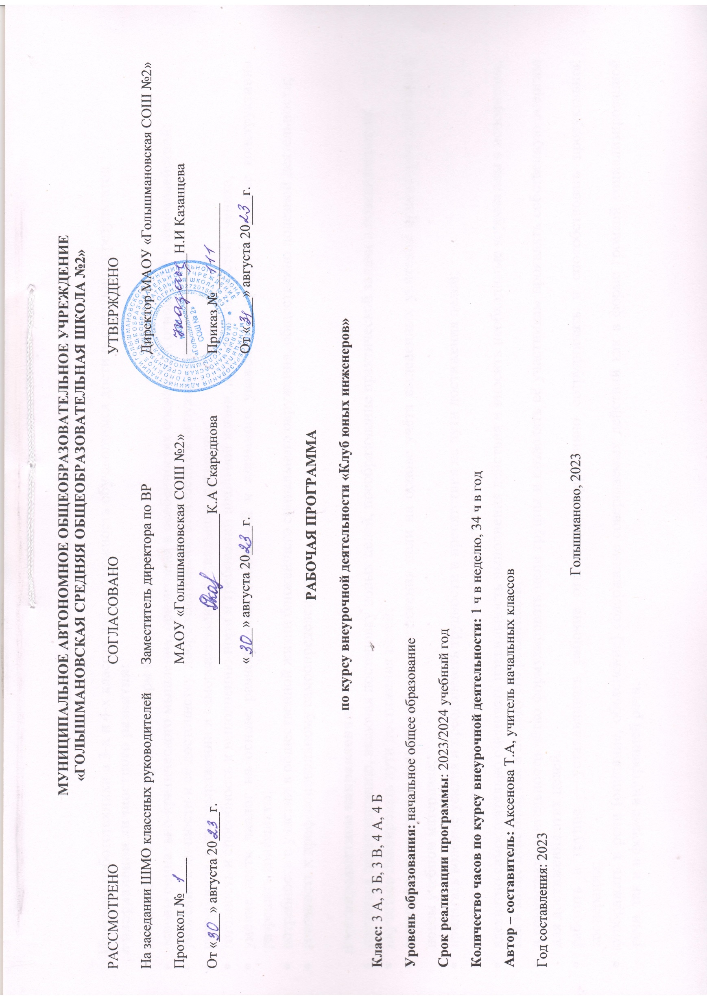 МУНИЦИПАЛЬНОЕ АВТОНОМНОЕ ОБЩЕОБРАЗОВАТЕЛЬНОЕ УЧРЕЖДЕНИЕ
«ГОЛЫШМАНОВСКАЯ СРЕДНЯЯ ОБЩЕОБРАЗОВАТЕЛЬНАЯ ШКОЛА №2»
РАССМОТРЕНО
На заседании ШМО классных руководителей
Протокол № 1
От «30» августа 2023 г.
СОГЛАСОВАНО
Заместитель директора по ВР
МАОУ «Голышмановская СОШ №2»
К.А Скареднова
«30» августа 2023 г.
УТВЕРЖДЕНО
Директор МАОУ «Голышмановская СОШ №2»
Н.И Казанцева
Приказ № 111
От «31» августа 2023 г.
«Голышмановская
СОШ № 2»
РАБОЧАЯ ПРОГРАММА
по курсу внеурочной деятельности «Клуб юных инженеров»
Класс: 3 А, 3 Б, 3 В, 4 А, 4 Б
Уровень образования: начальное общее образование
Срок реализации программы: 2023/2024 учебный год
Количество часов по курсу внеурочной деятельности: 1 ч в неделю, 34 ч в год
Автор – составитель: Аксенова Т.А, учитель начальных классов
Год составления: 2023
Голышманово, 2023